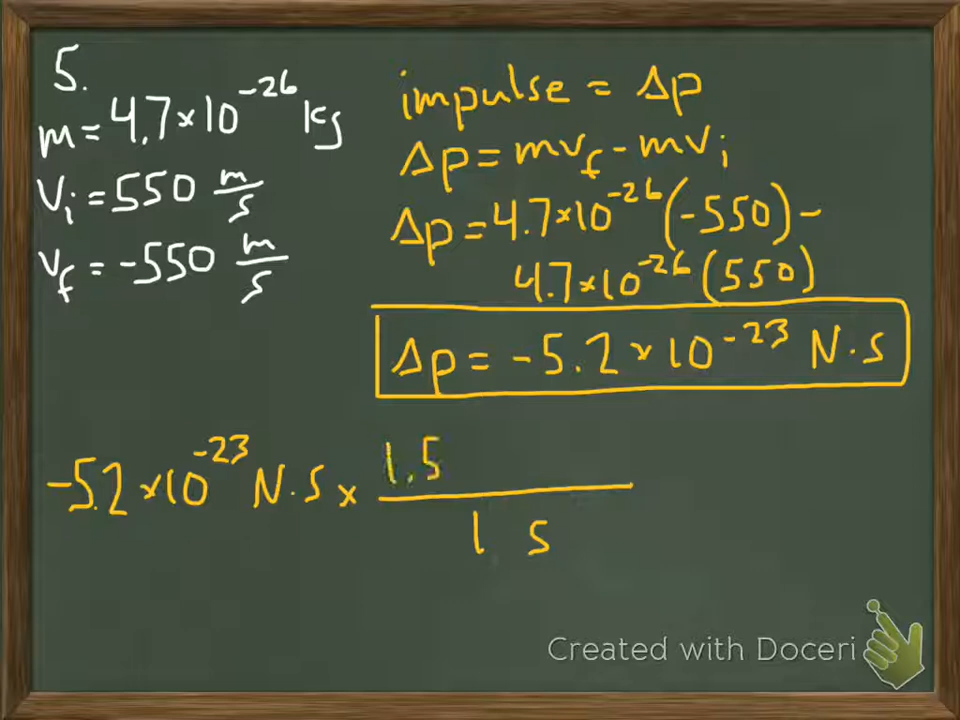 5.
m = 4.7×10⁻²⁶ kg
Vᵢ = 550 m/s
V_f = -550 m/s
impulse = Δp
Δp = mv_f - mvᵢ
Δp = 4.7×10⁻²⁶(-550) -
4.7×10⁻²⁶(550)
Δp = -5.2×10⁻²³ N·s
-5.2×10⁻²³ N·s × 1.5 / 1 s
Created with Doceri